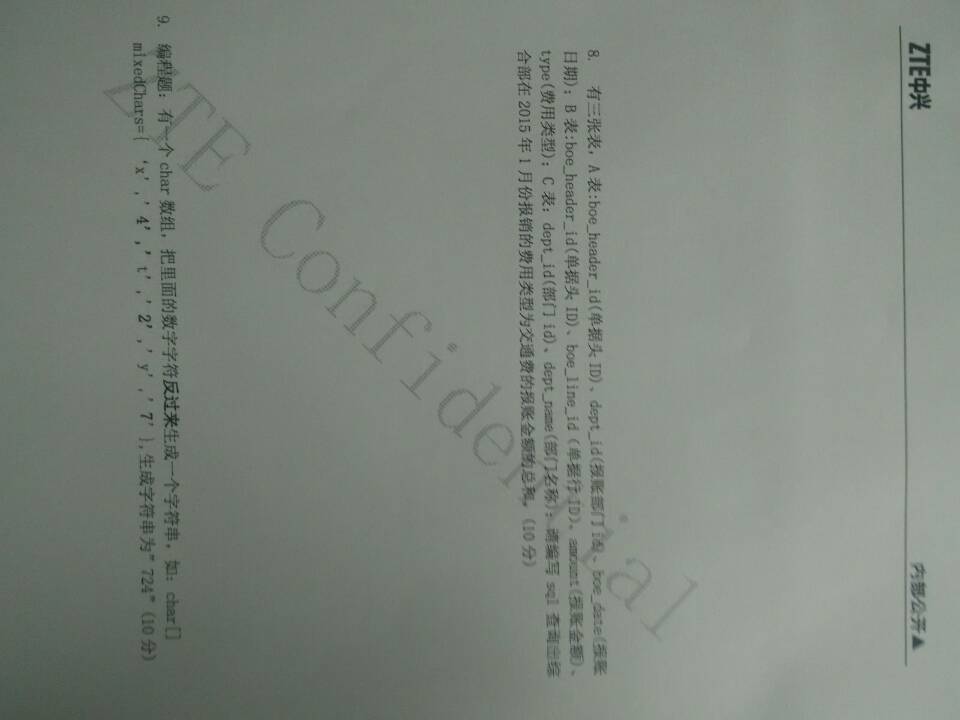 ZTE中兴 内部公开▲
8. 有三张表，A 表:boe_header_id(单据头 ID)、dept_id(报账部门 id)、boe_date(报账
日期)；B 表:boe_header_id(单据头 ID)、boe_line_id (单据行 ID)、amount(报账金额)、
type(费用类型)；C 表：dept_id(部门 id)、dept_name(部门名称)；请编写 sql 查询出综
合部在 2015 年 1 月份报销的费用类型为交通费的报账金额的总和。(10 分)
9. 编程题：有一个 char 数组，把里面的数字字符反过来生成一个字符串，如：char[]
mixedChars={ 'x', '4', 't', '2', 'y', '7' },生成字符串为"724" (10 分)
ZTE Confidential